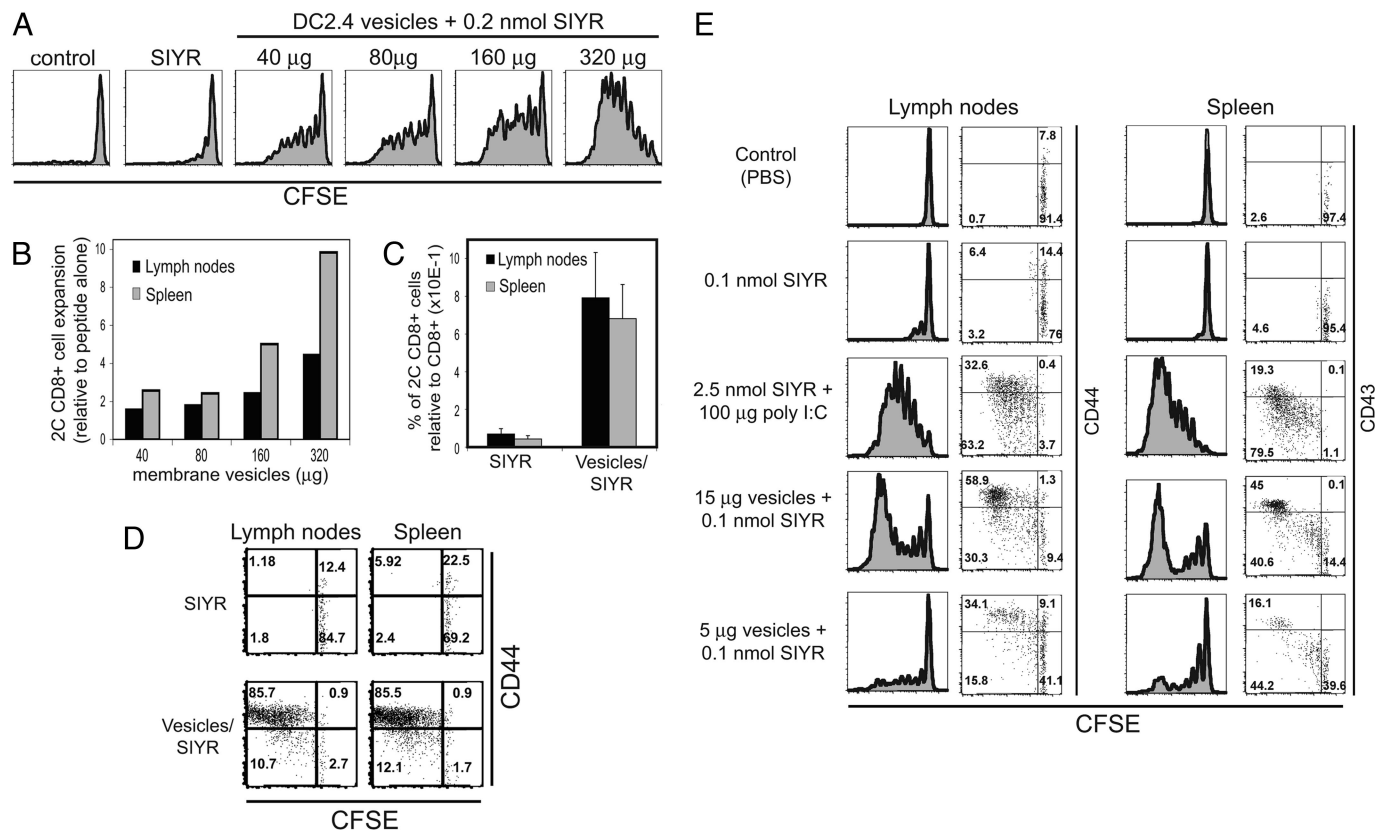 A
DC2.4 vesicles + 0.2 nmol SIYR
control SIYR 40 µg 80µg 160 µg 320 µg
CFSE
B
2C CD8+ cell expansion
(relative to peptide alone)
10
8
6
4
2
0
Lymph nodes
Spleen
40 80 160 320
membrane vesicles (µg)
C
% of 2C CD8+ cells
relative to CD8+ (x10E-1)
10
8
6
4
2
0
Lymph nodes
Spleen
SIYR Vesicles/
SIYR
D
Lymph nodes Spleen
SIYR
1.18 12.4 5.92 22.5
1.8 84.7 2.4 69.2
Vesicles/
SIYR
85.7 0.9 85.5 0.9
10.7 2.7 12.1 1.7
CD44
CFSE
E
Lymph nodes Spleen
Control
(PBS)
7.8
0.7 91.4 2.6 97.4
0.1 nmol SIYR
6.4 14.4
3.2 76 4.6 95.4
2.5 nmol SIYR +
100 µg poly I:C
32.6 0.4 19.3 0.1
63.2 3.7 79.5 1.1
15 µg vesicles +
0.1 nmol SIYR
58.9 1.3 45 0.1
30.3 9.4 40.6 14.4
5 µg vesicles +
0.1 nmol SIYR
34.1 9.1 16.1
15.8 41.1 44.2 39.6
CD44
CD43
CFSE